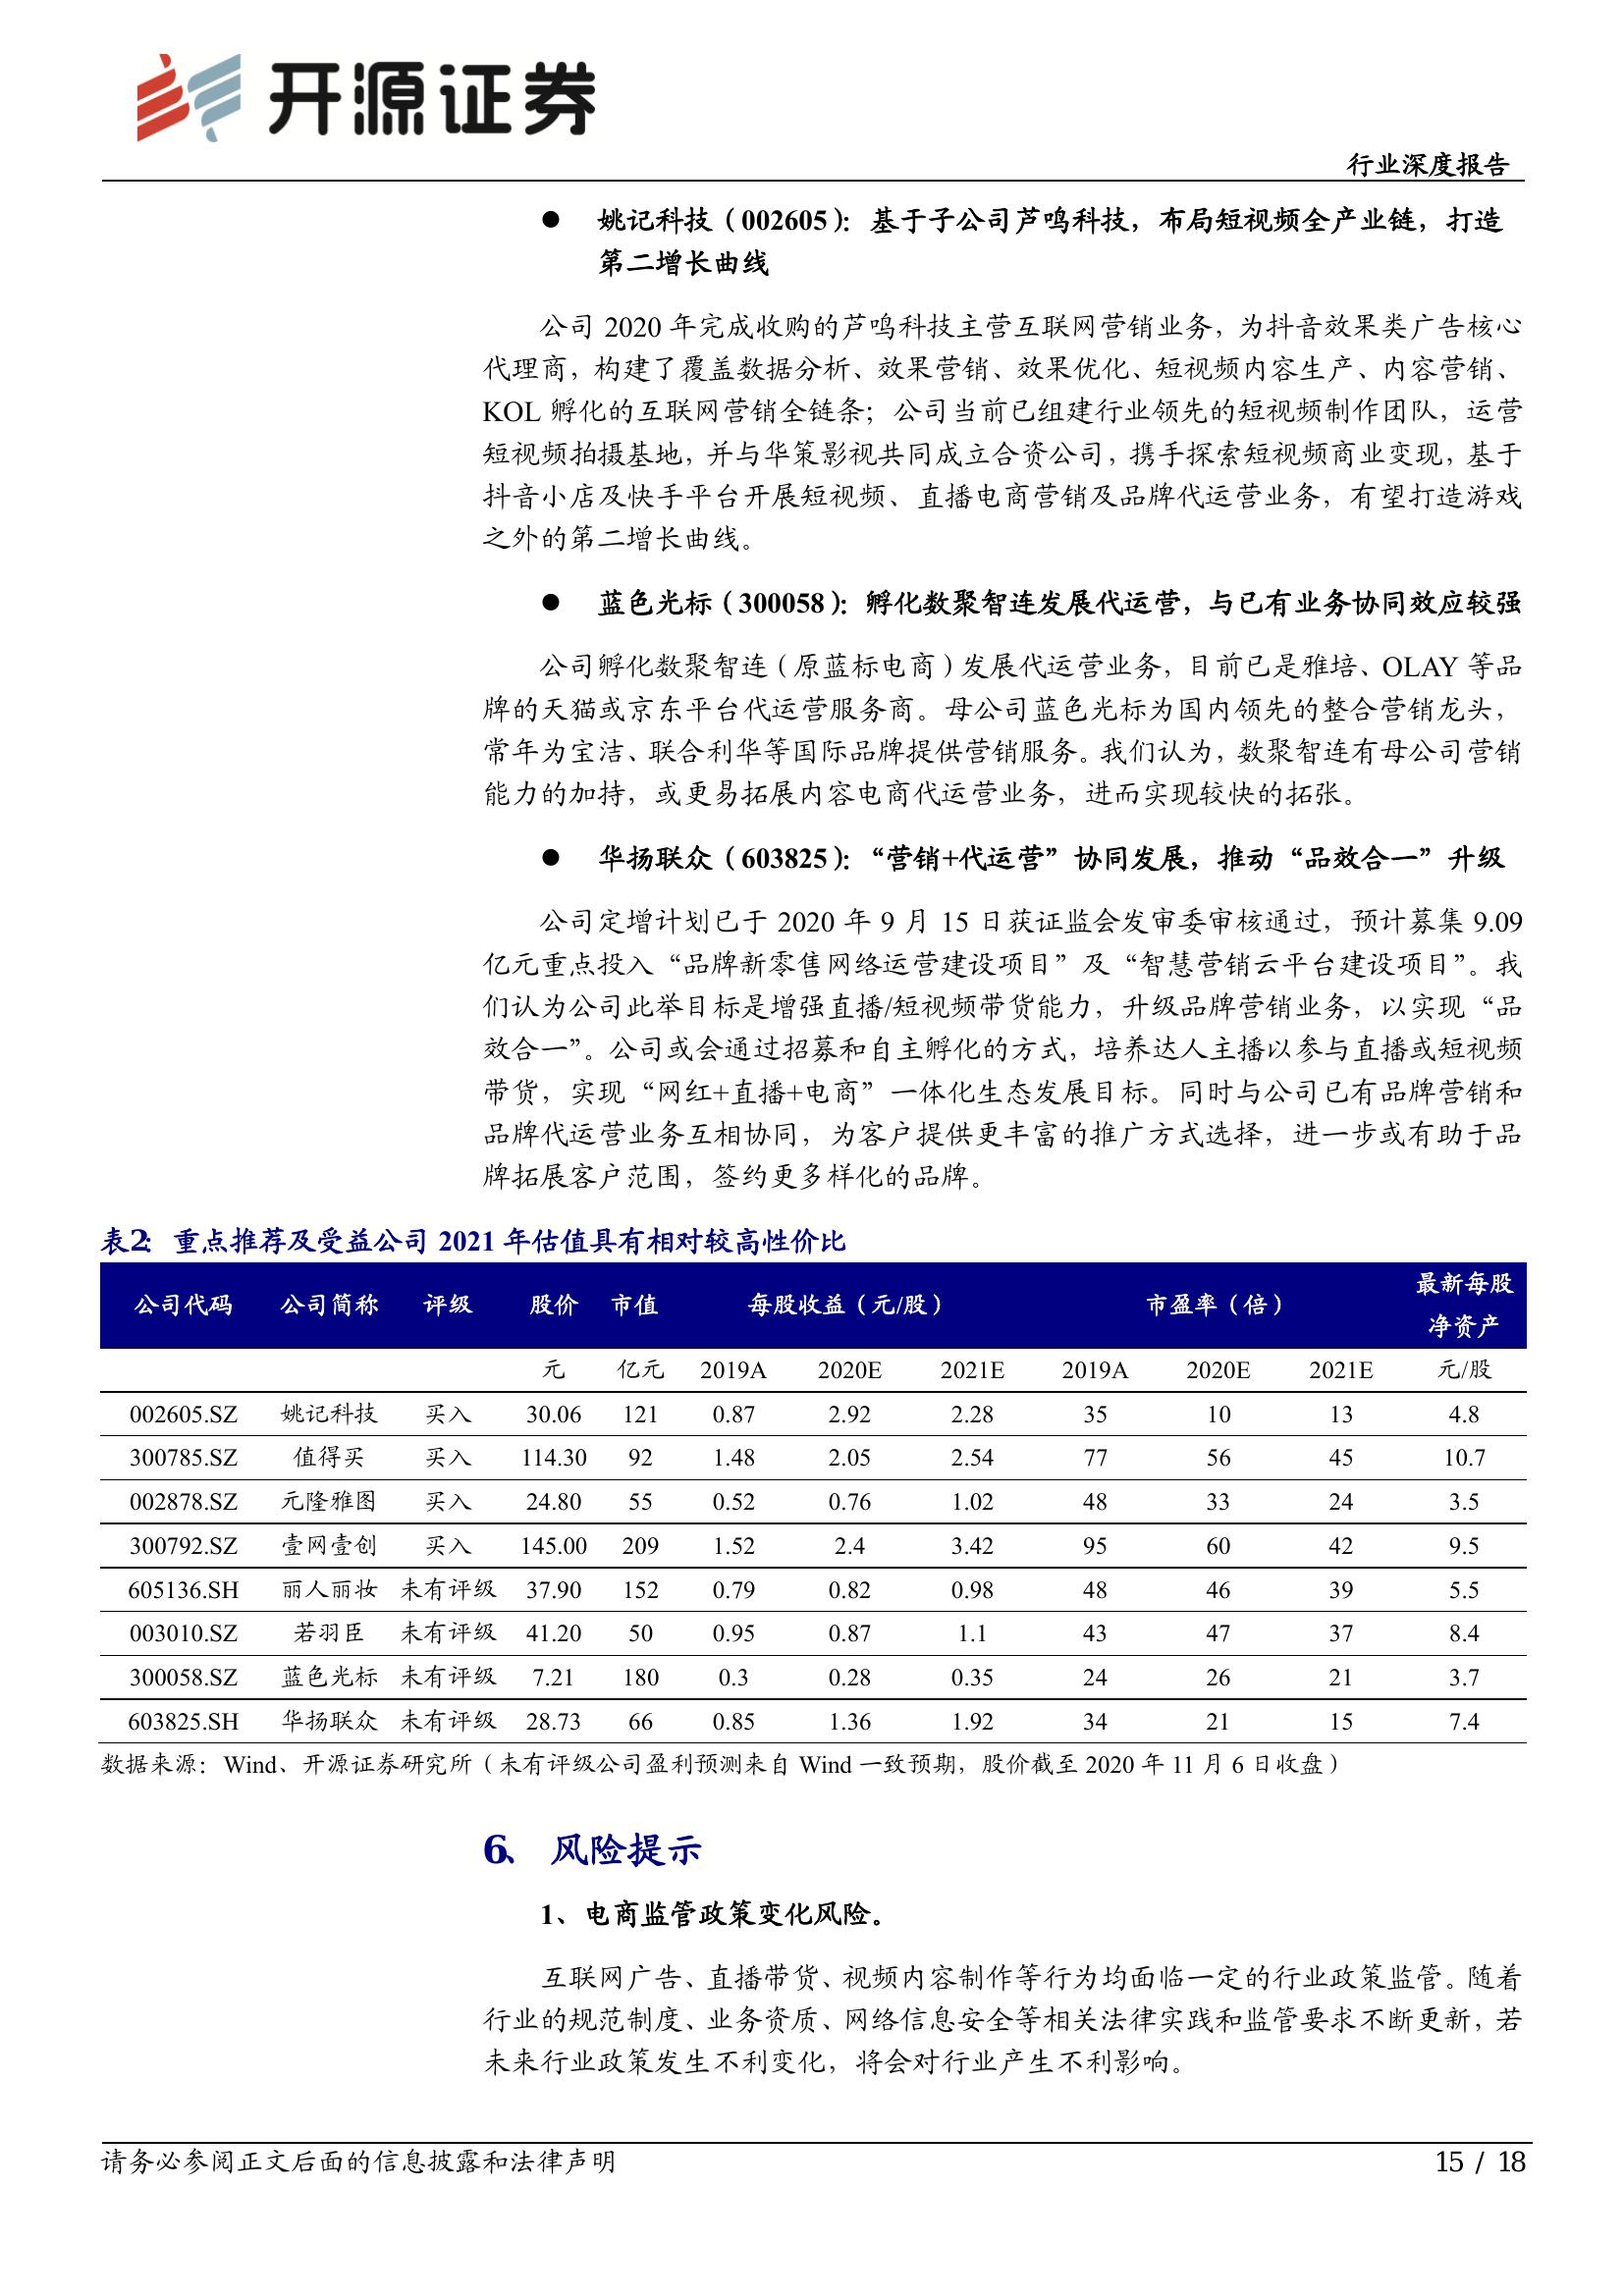 开源证券
行业深度报告
● 姚记科技（002605）：基于子公司芦鸣科技，布局短视频全产业链，打造
第二增长曲线
公司 2020 年完成收购的芦鸣科技主营互联网营销业务，为抖音效果类广告核心
代理商，构建了覆盖数据分析、效果营销、效果优化、短视频内容生产、内容营销、
KOL 孵化的互联网营销全链条；公司当前已组建行业领先的短视频制作团队，运营
短视频拍摄基地，并与华策影视共同成立合资公司，携手探索短视频商业变现，基于
抖音小店及快手平台开展短视频、直播电商营销及品牌代运营业务，有望打造游戏
之外的第二增长曲线。
● 蓝色光标（300058）：孵化数聚智连发展代运营，与已有业务协同效应较强
公司孵化数聚智连（原蓝标电商）发展代运营业务，目前已是雅培、OLAY 等品
牌的天猫或京东平台代运营服务商。母公司蓝色光标为国内领先的整合营销龙头，
常年为宝洁、联合利华等国际品牌提供营销服务。我们认为，数聚智连有母公司营销
能力的加持，或更易拓展内容电商代运营业务，进而实现较快的拓张。
● 华扬联众（603825）：“营销+代运营”协同发展，推动“品效合一”升级
公司定增计划已于 2020 年 9 月 15 日获证监会发审委审核通过，预计募集 9.09
亿元重点投入“品牌新零售网络运营建设项目”及“智慧营销云平台建设项目”。我
们认为公司此举目标是增强直播/短视频带货能力，升级品牌营销业务，以实现“品
效合一”。公司或会通过招募和自主孵化的方式，培养达人主播以参与直播或短视频
带货，实现“网红+直播+电商”一体化生态发展目标。同时与公司已有品牌营销和
品牌代运营业务互相协同，为客户提供更丰富的推广方式选择，进一步或有助于品
牌拓展客户范围，签约更多样化的品牌。
表2：重点推荐及受益公司 2021 年估值具有相对较高性价比
公司代码 公司简称 评级 股价 市值 每股收益（元/股） 市盈率（倍） 最新每股
净资产
元 亿元 2019A 2020E 2021E 2019A 2020E 2021E 元/股
002605.SZ 姚记科技 买入 30.06 121 0.87 2.92 2.28 35 10 13 4.8
300785.SZ 值得买 买入 114.30 92 1.48 2.05 2.54 77 56 45 10.7
002878.SZ 元隆雅图 买入 24.80 55 0.52 0.76 1.02 48 33 24 3.5
300792.SZ 壹网壹创 买入 145.00 209 1.52 2.4 3.42 95 60 42 9.5
605136.SH 丽人丽妆 未有评级 37.90 152 0.79 0.82 0.98 48 46 39 5.5
003010.SZ 若羽臣 未有评级 41.20 50 0.95 0.87 1.1 43 47 37 8.4
300058.SZ 蓝色光标 未有评级 7.21 180 0.3 0.28 0.35 24 26 21 3.7
603825.SH 华扬联众 未有评级 28.73 66 0.85 1.36 1.92 34 21 15 7.4
数据来源：Wind、开源证券研究所（未有评级公司盈利预测来自 Wind 一致预期，股价截至 2020 年 11 月 6 日收盘）
6、 风险提示
1、电商监管政策变化风险。
互联网广告、直播带货、视频内容制作等行为均面临一定的行业政策监管。随着
行业的规范制度、业务资质、网络信息安全等相关法律实践和监管要求不断更新，若
未来行业政策发生不利变化，将会对行业产生不利影响。
请务必参阅正文后面的信息披露和法律声明
15 / 18